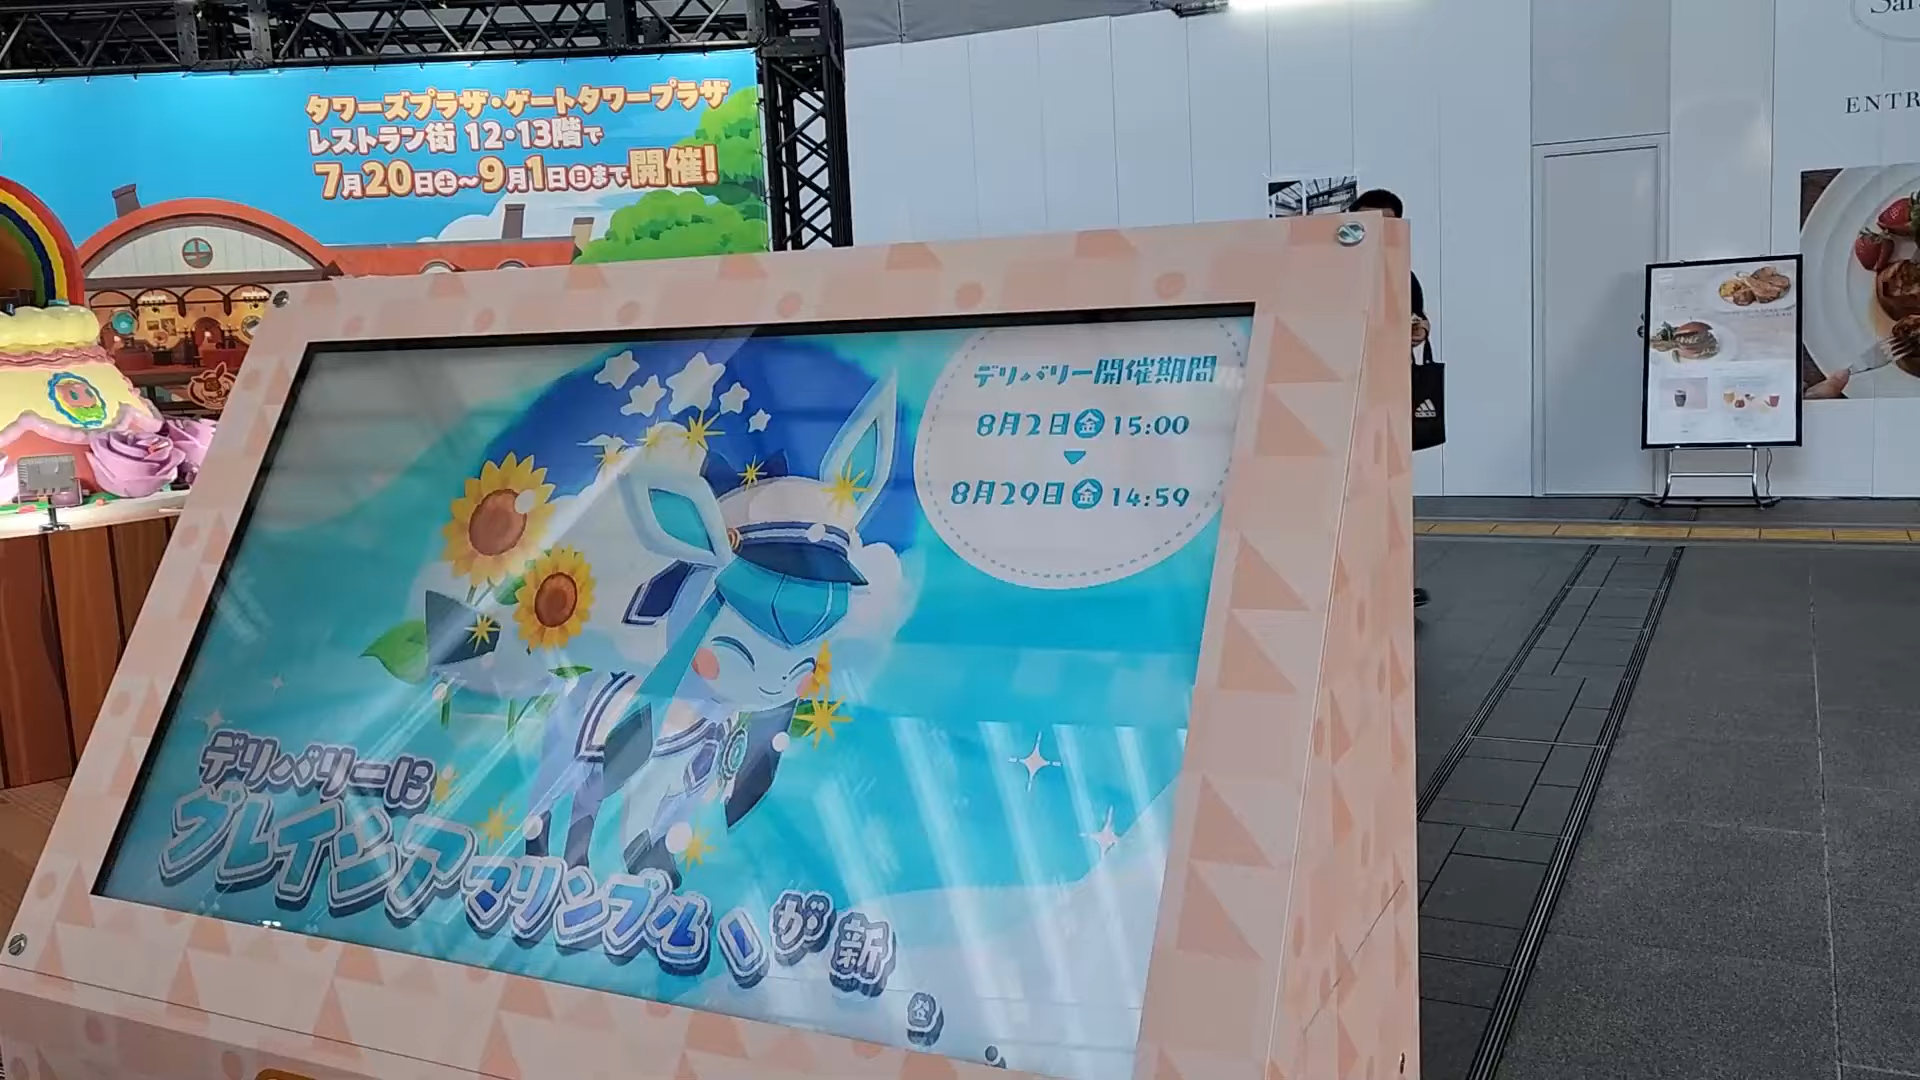 タワーズプラザ・ゲートタワープラザ
レストラン街 12・13階で
7月20日土～9月1日日まで開催!
デリバリー開催期間
8月2日金 15:00
8月29日金 14:59
デリバリーに
ブレインアマリンブルーが新登
adidas
ENTR